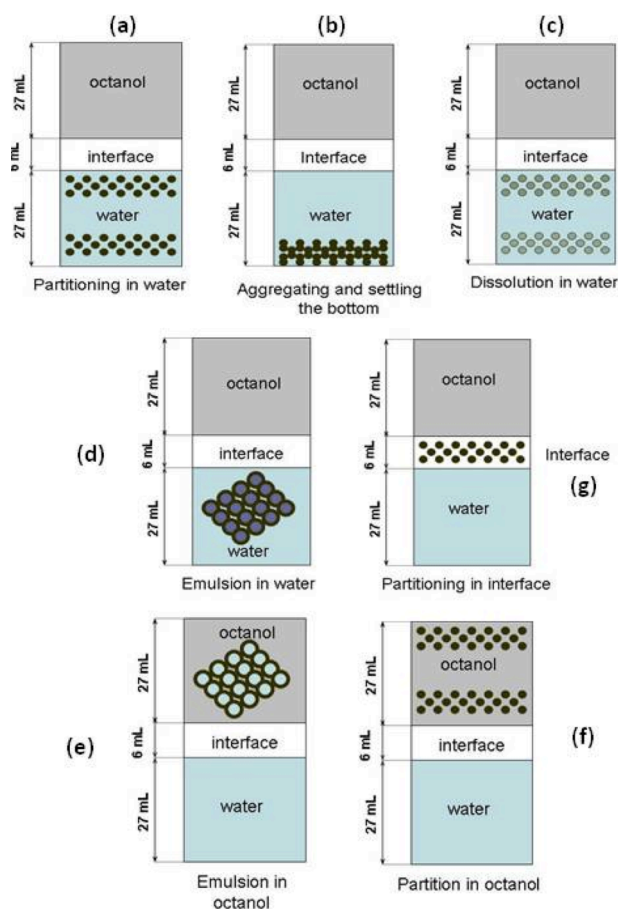 (a) (b) (c)
27 mL octanol 27 mL octanol 27 mL octanol
6 mL interface 6 mL Interface 6 mL interface
27 mL water 27 mL water 27 mL water
Partitioning in water Aggregating and settling the bottom Dissolution in water
(d)
27 mL octanol
6 mL interface
27 mL water
Emulsion in water
27 mL octanol
6 mL Interface
(g)
27 mL water
Partitioning in interface
(e)
27 mL octanol
6 mL interface
27 mL water
Emulsion in
octanol
27 mL octanol
(f)
6 mL interface
27 mL water
Partition in octanol